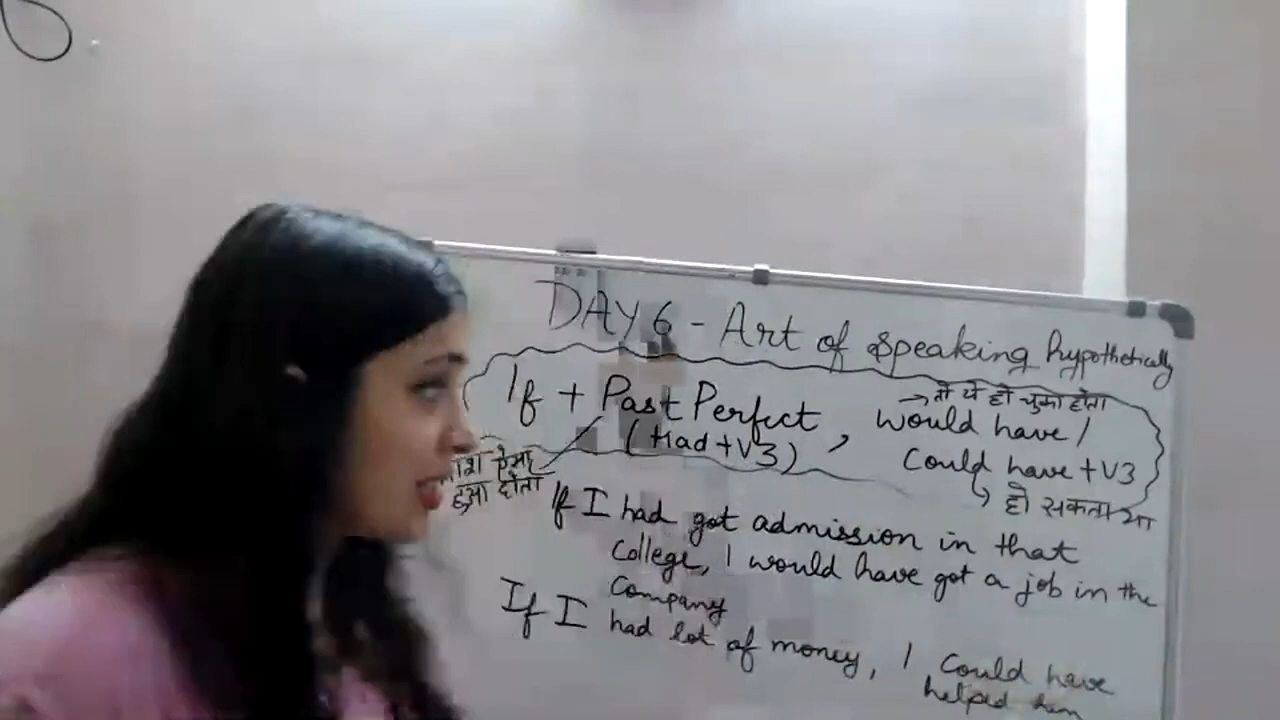 DAY 6 - Art of speaking hypothetically
→ तो ये हो चुका होता
If + Past Perfect, would have /
(Had + V3) Could have + V3
ऐसा
हुआ होता
↳ हो सकता था
If I had got admission in that
College, I would have got a job in the
Company
If I had lot of money, I Could have
helped